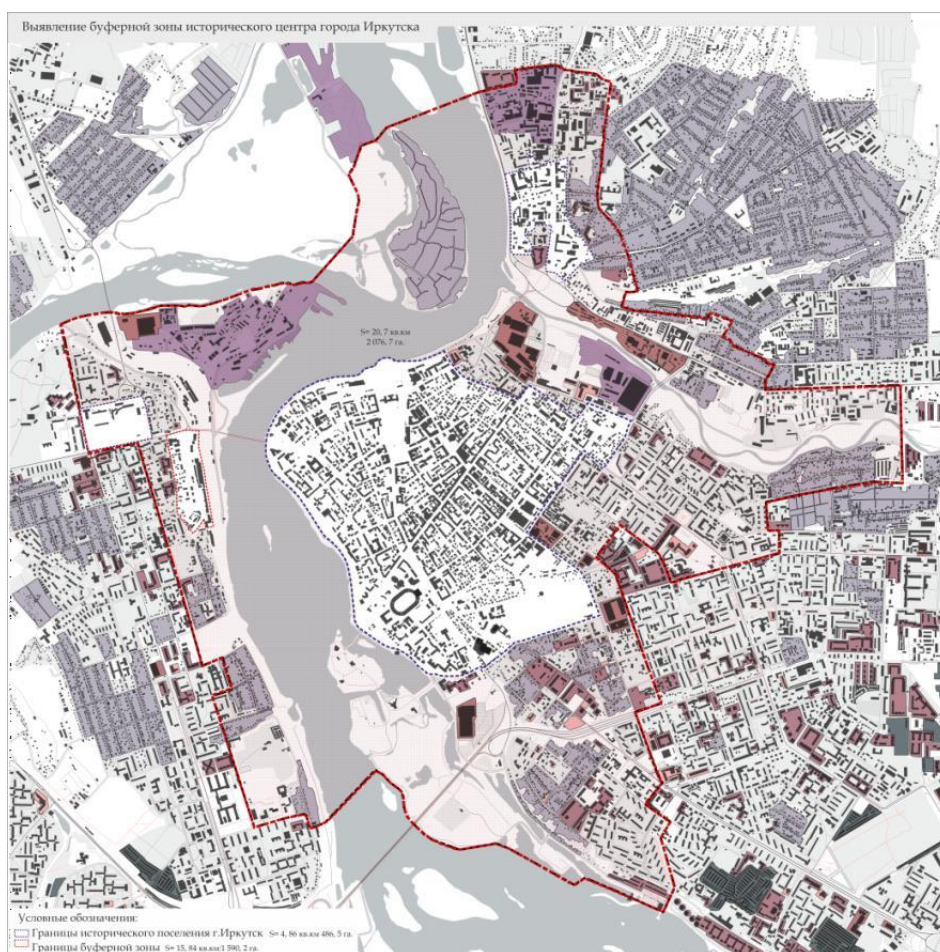 Выявление буферной зоны исторического центра города Иркутска
S= 20, 7 кв.км
2 076, 7 га.
Условные обозначения:
Границы исторического поселения г.Иркутск S= 4, 86 кв.км 486, 5 га.
Границы буферной зоны S= 15, 84 кв.км/1 590, 2 га.